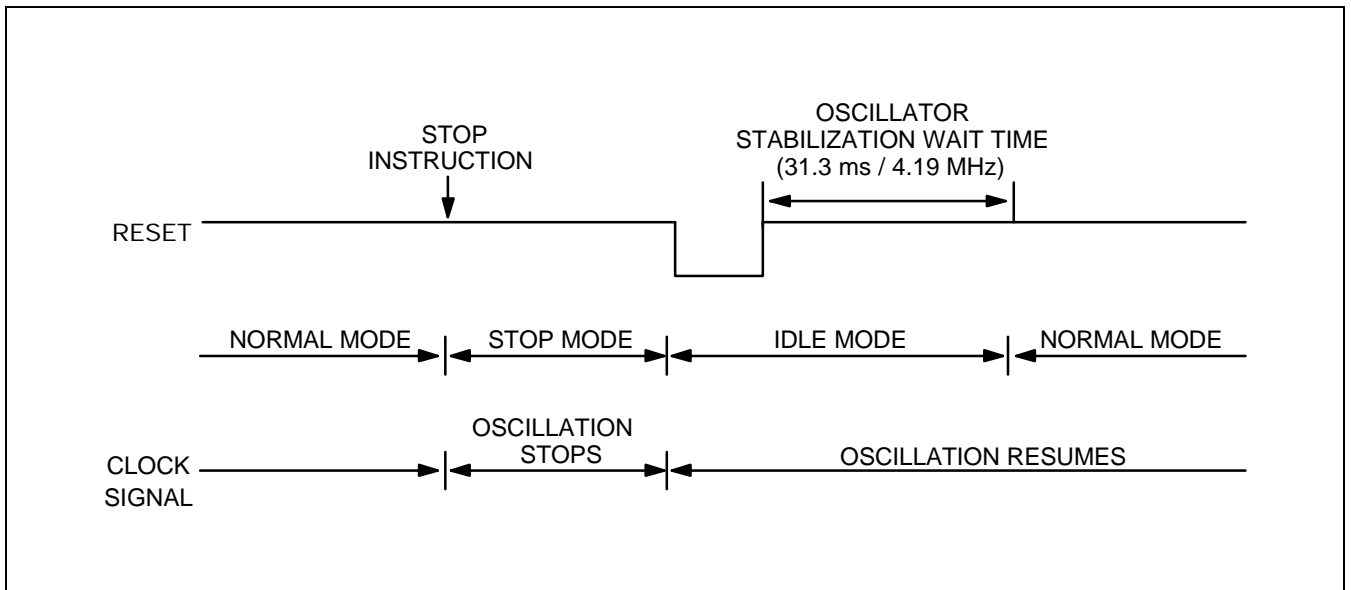 OSCILLATOR
STABILIZATION WAIT TIME
(31.3 ms / 4.19 MHz)
STOP
INSTRUCTION
RESET
NORMAL MODE
STOP MODE
IDLE MODE
NORMAL MODE
OSCILLATION
STOPS
CLOCK
SIGNAL
OSCILLATION RESUMES